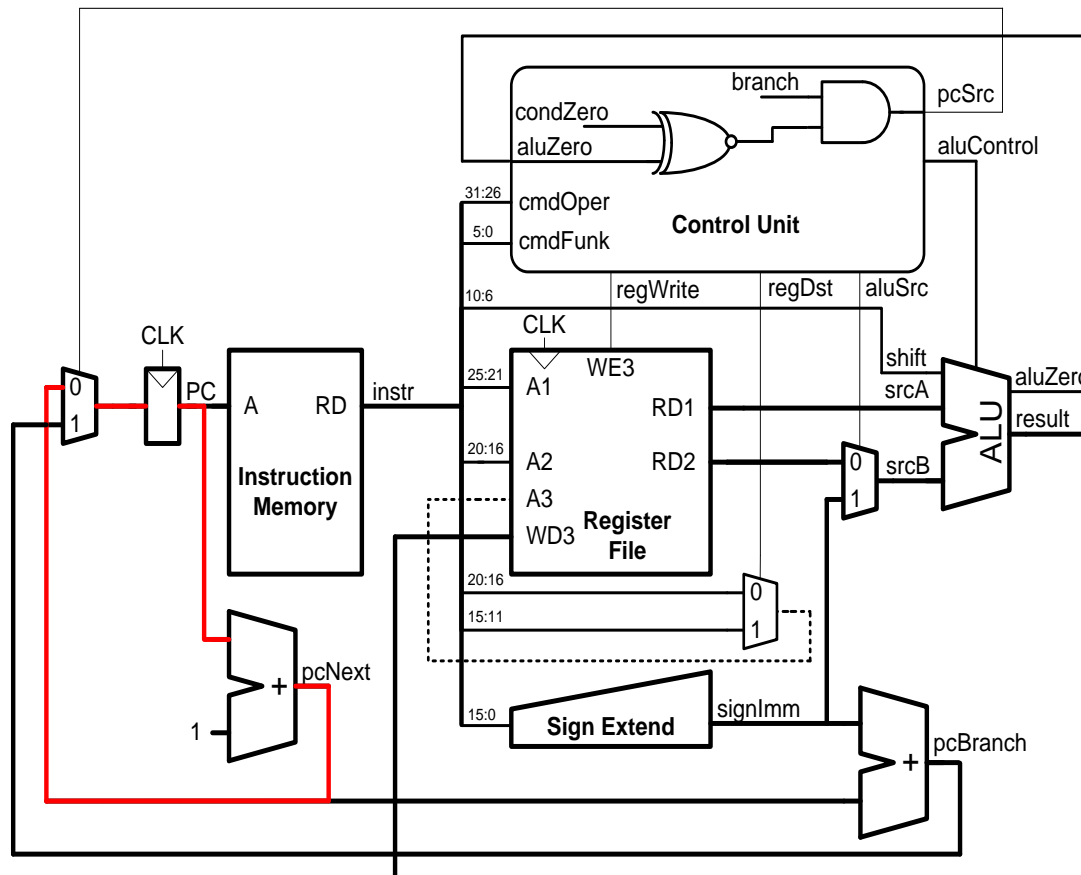 branch
pcSrc
condZero
aluZero
aluControl
31:26
cmdOper
Control Unit
5:0
cmdFunk
regWrite
regDst
aluSrc
10:6
CLK
CLK
shift
WE3
0
PC
A
RD
instr
25:21
A1
RD1
srcA
aluZero
1
result
ALU
20:16
A2
RD2
0
srcB
Instruction
Memory
A3
1
WD3
Register
File
20:16
0
15:11
1
pcNext
+
1
15:0
Sign Extend
signImm
pcBranch
+